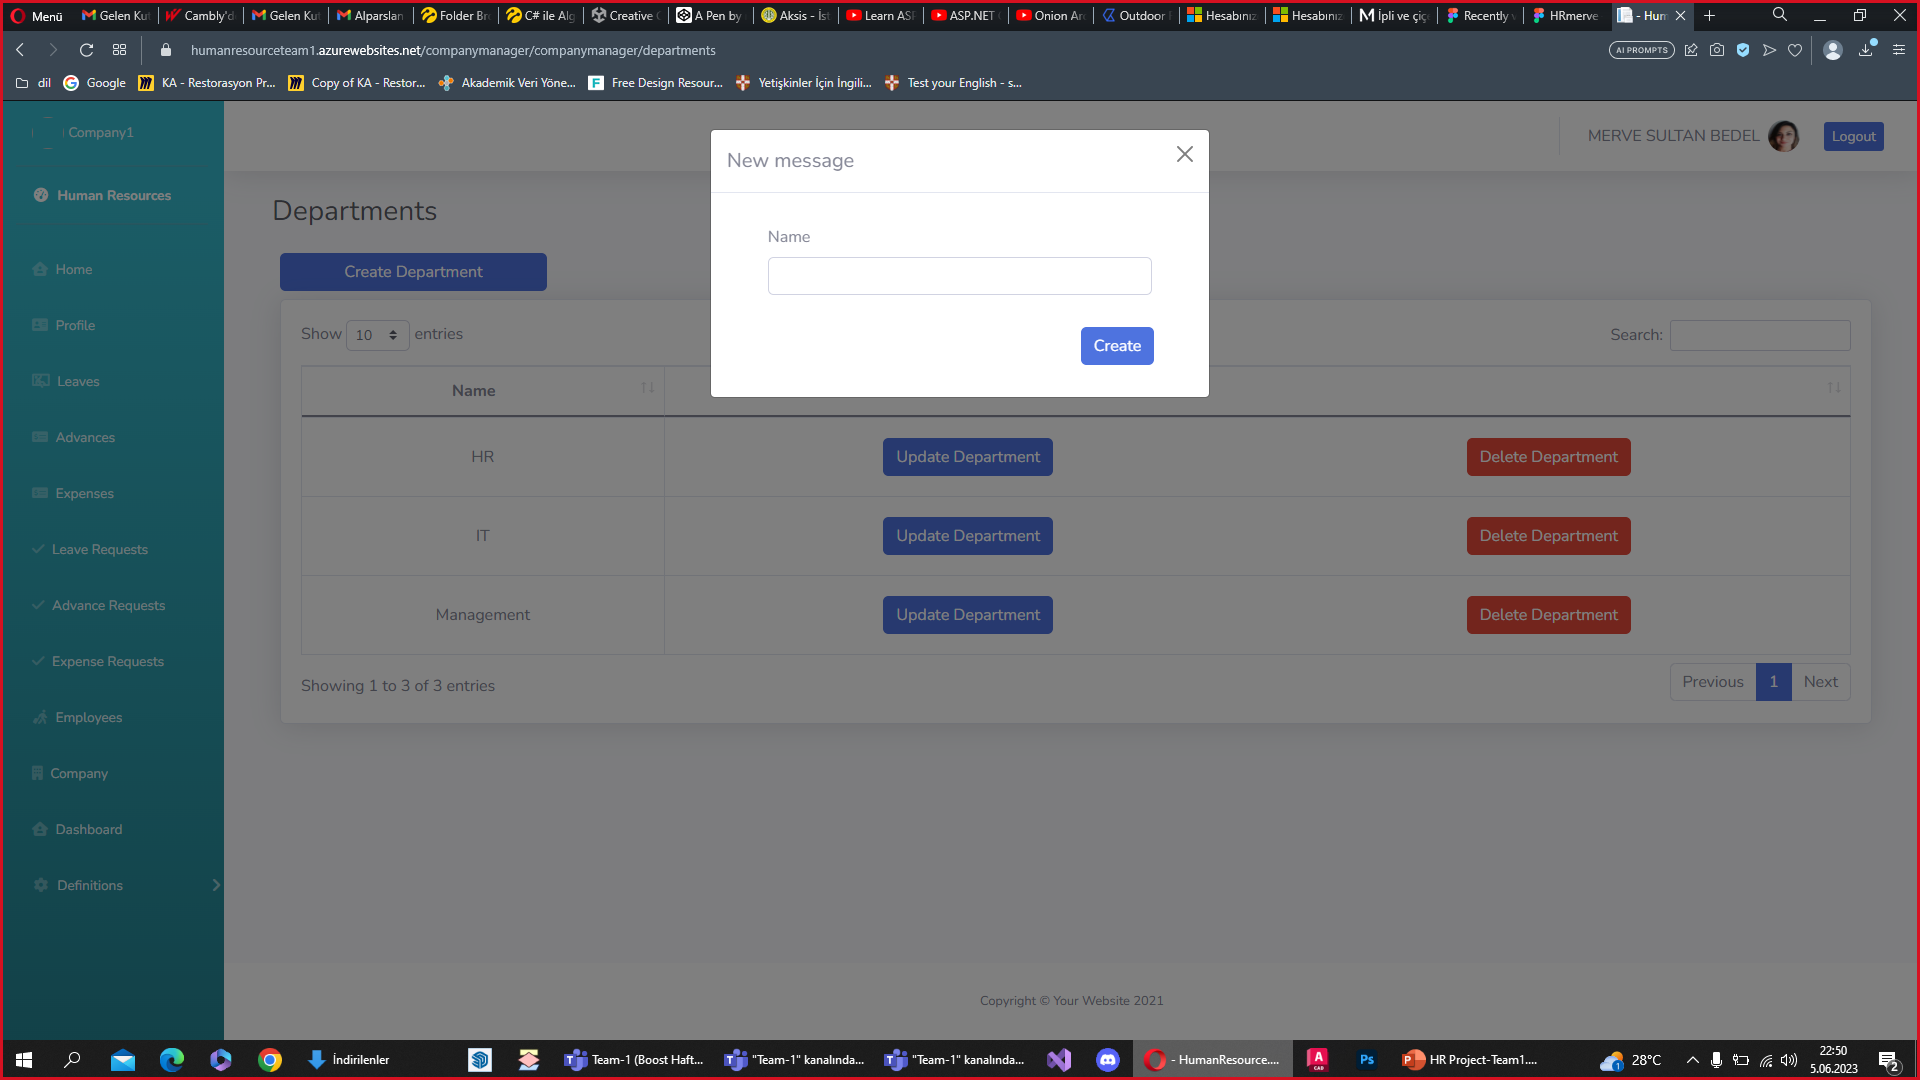 Menü
Gelen Kut
Cambly'd
Gelen Kut
Alparslan
Folder Br
C# ile Alg
Creative C
A Pen by
Aksis - İst
Learn ASP
ASP.NET C
Onion Arc
Outdoor F
Hesabınız
Hesabınız
İpli ve çiç
Recently v
HRmerve
- Hum
humanresourceteam1.azurewebsites.net/companymanager/companymanager/departments
AI PROMPTS
dil
Google
KA - Restorasyon Pr...
Copy of KA - Restor...
Akademik Veri Yöne...
Free Design Resour...
Yetişkinler İçin İngili...
Test your English - s...
Company1
Human Resources
Home
Profile
Leaves
Advances
Expenses
Leave Requests
Advance Requests
Expense Requests
Employees
Company
Dashboard
Definitions
MERVE SULTAN BEDEL
Logout
Departments
Create Department
New message
Name
Create
Show 10 entries
Search:
Name
HR Update Department Delete Department
IT Update Department Delete Department
Management Update Department Delete Department
Showing 1 to 3 of 3 entries
Previous 1 Next
Copyright © Your Website 2021
İndirilenler
Team-1 (Boost Haft...
"Team-1" kanalında...
"Team-1" kanalında...
- HumanResource....
HR Project-Team1....
28°C
22:50
5.06.2023
2